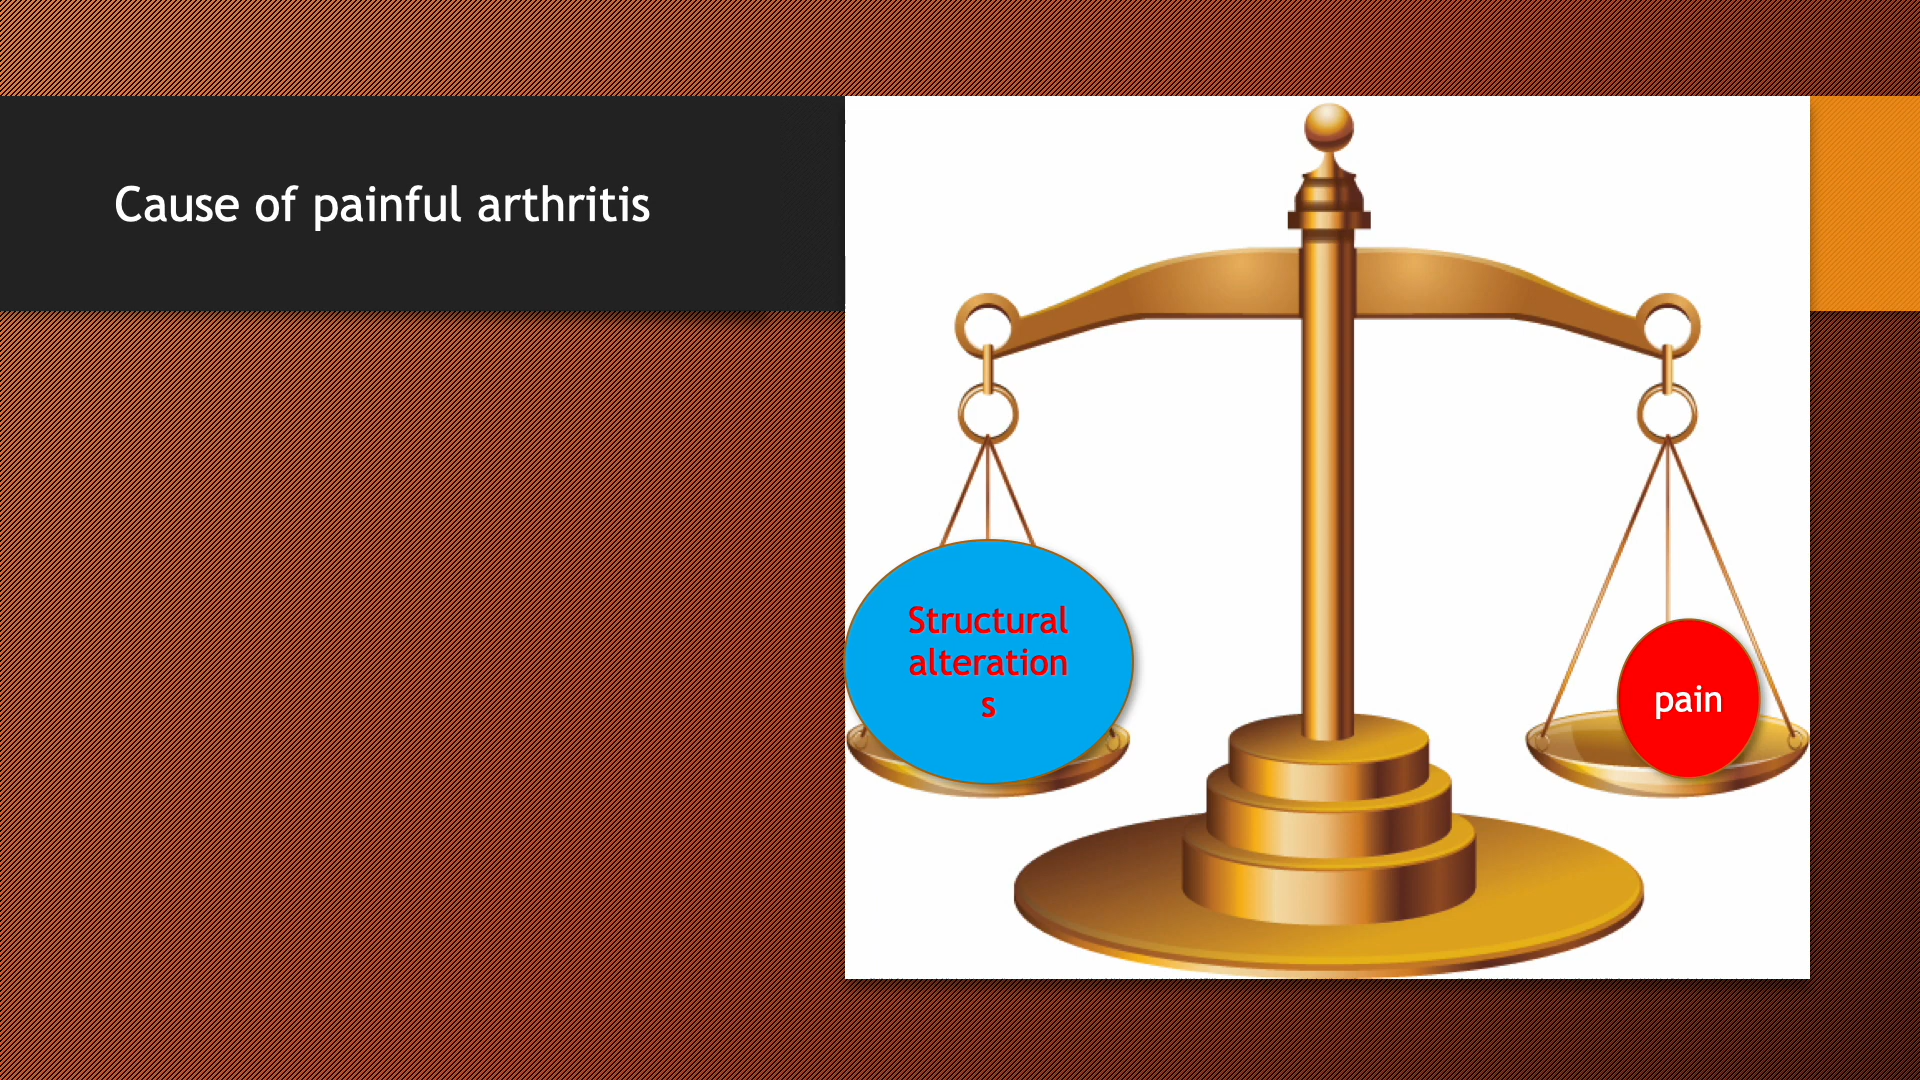 Cause of painful arthritis
Structural
alteration
s
pain